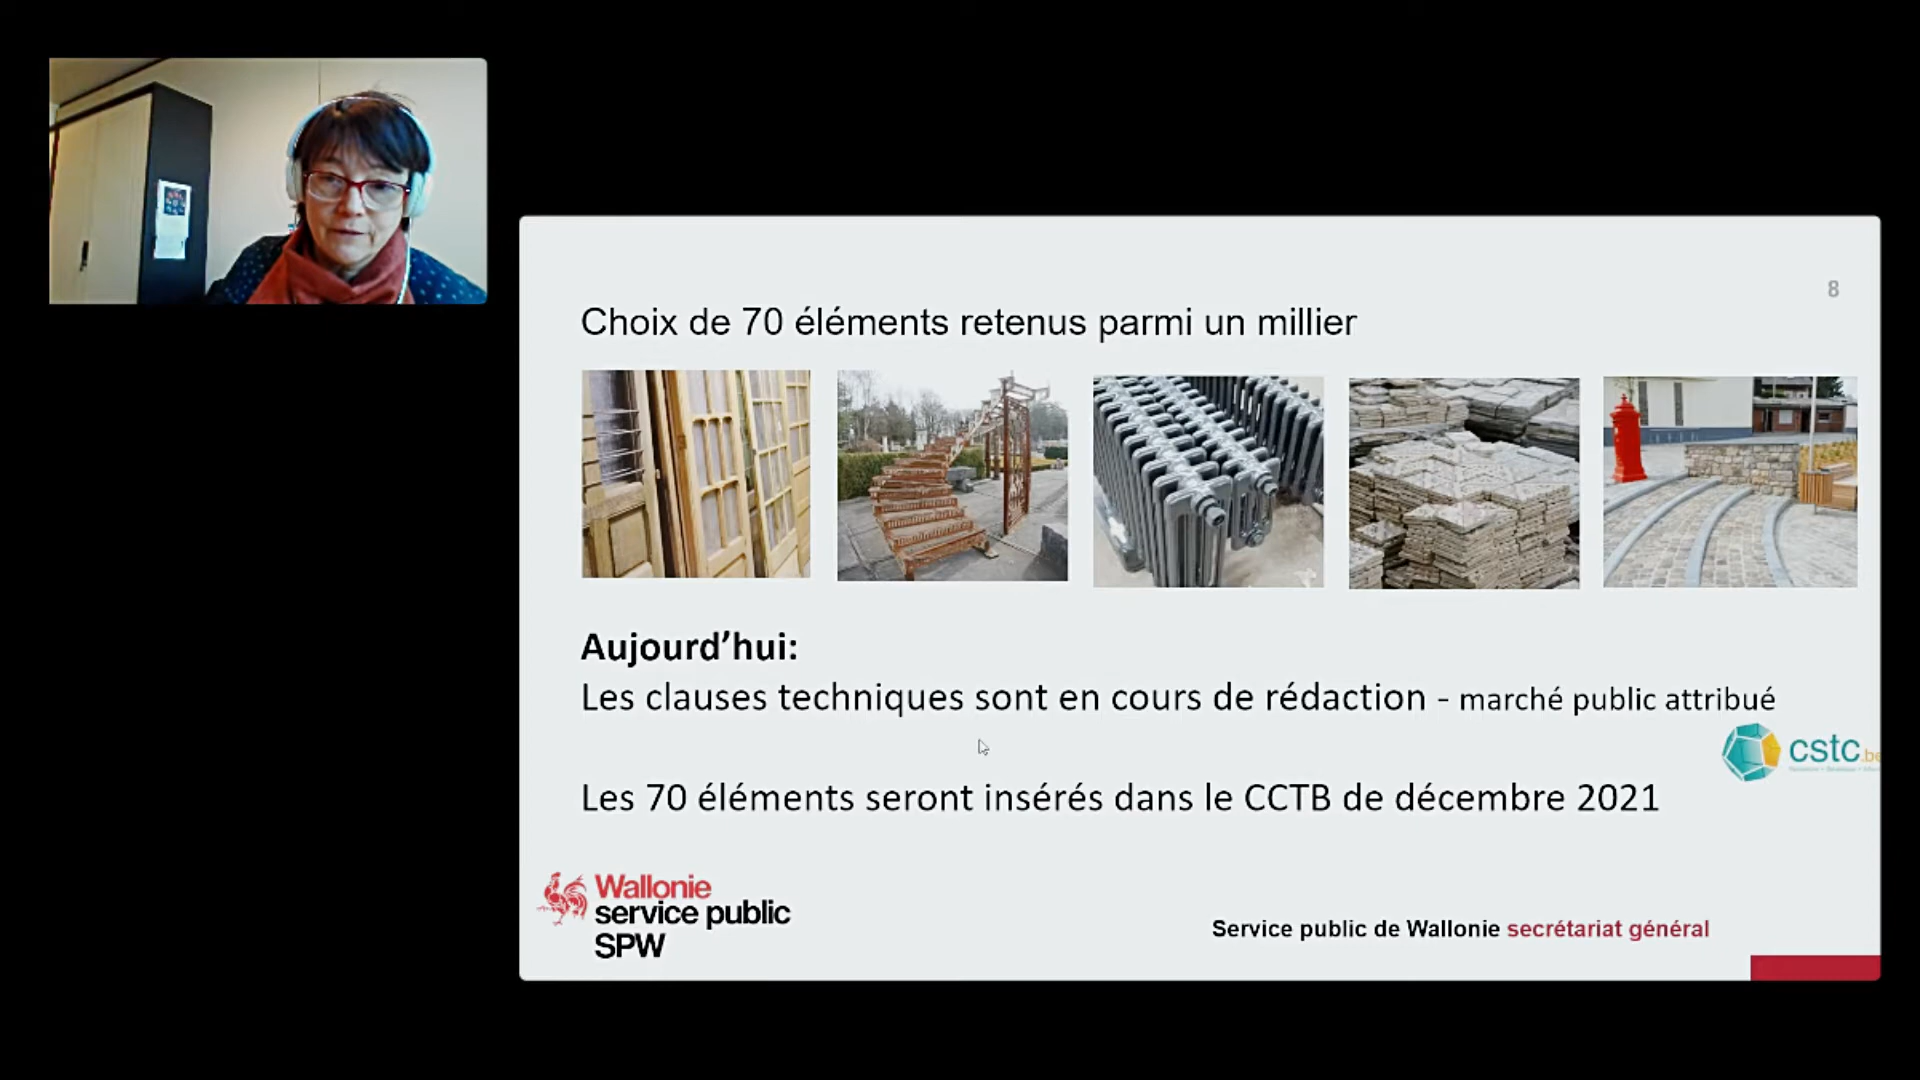 8
Choix de 70 éléments retenus parmi un millier
Aujourd’hui:
Les clauses techniques sont en cours de rédaction - marché public attribué
cstc.be
Les 70 éléments seront insérés dans le CCTB de décembre 2021
Wallonie
service public
SPW
Service public de Wallonie secrétariat général